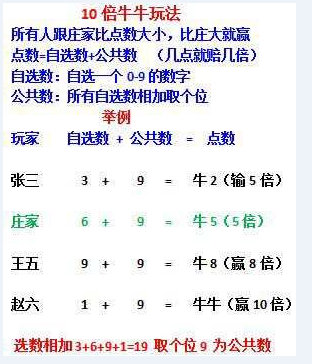 10 倍牛牛玩法
所有人跟庄家比点数大小，比庄大就赢
点数=自选数+公共数 （几点就赔几倍）
自选数：自选一个 0-9 的数字
公共数：所有自选数相加取个位
举例
玩家 自选数 + 公共数 = 点数
张三 3 + 9 = 牛 2（输 5 倍）
庄家 6 + 9 = 牛 5（5 倍）
王五 9 + 9 = 牛 8（赢 8 倍）
赵六 1 + 9 = 牛牛（赢 10 倍）
选数相加 3+6+9+1=19 取个位 9 为公共数